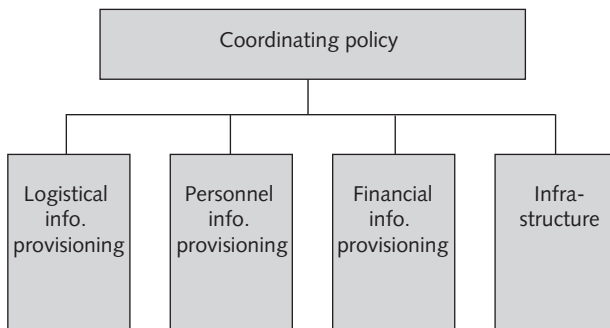 Coordinating policy
Logistical
info.
provisioning
Personnel
info.
provisioning
Financial
info.
provisioning
Infra-
structure